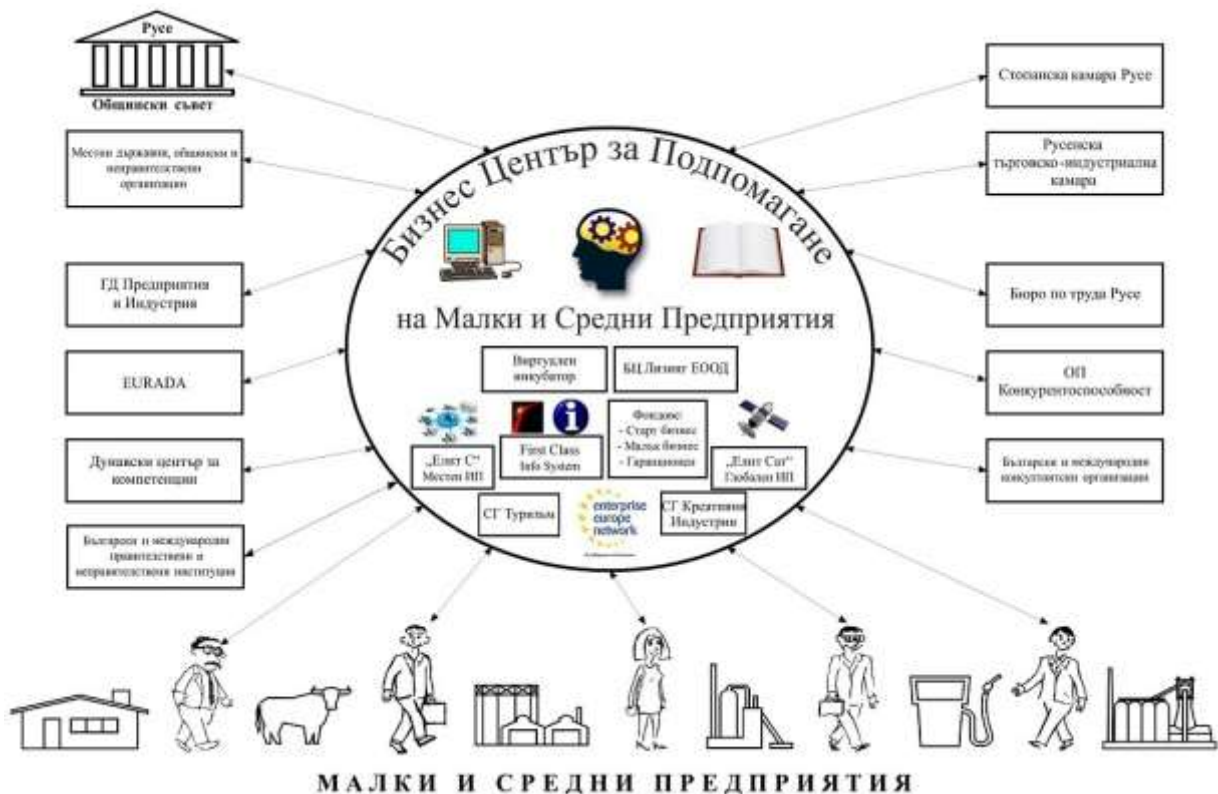 Русе
Общински съвет
Местни държавни, общински и
неправителствени
организации
ГД Предприятия
и Индустрия
EURADA
Дунавски център за
компетенции
Български и международни
правителствени и
неправителствени институции
Бизнес Център за Подпомагане
на Малки и Средни Предприятия
Виртуален
инкубатор
БЦ Лизинг ЕООД
„Елит С“
Местен ИП
First Class
Info System
Фондове:
- Старт бизнес
- Малък бизнес
- Гаранционен
„Елит Сат“
Глобален ИП
СГ Туризъм
enterprise
europe
network
СГ Креативни
Индустрии
Стопанска камара Русе
Русенска
търговско-индустриална
камара
Бюро по труда Русе
ОП
Конкурентоспособност
Български и международни
консултантски организации
МАЛКИ И СРЕДНИ ПРЕДПРИЯТИЯ